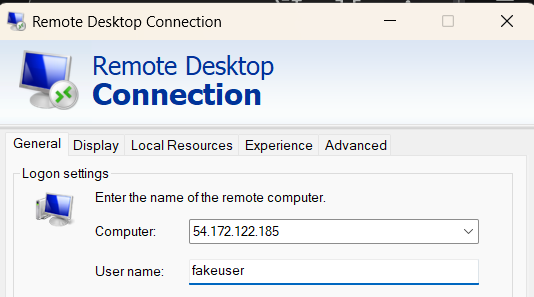 Remote Desktop Connection
Remote Desktop
Connection
General Display Local Resources Experience Advanced
Logon settings
Enter the name of the remote computer.
Computer: 54.172.122.185
User name: fakeuser